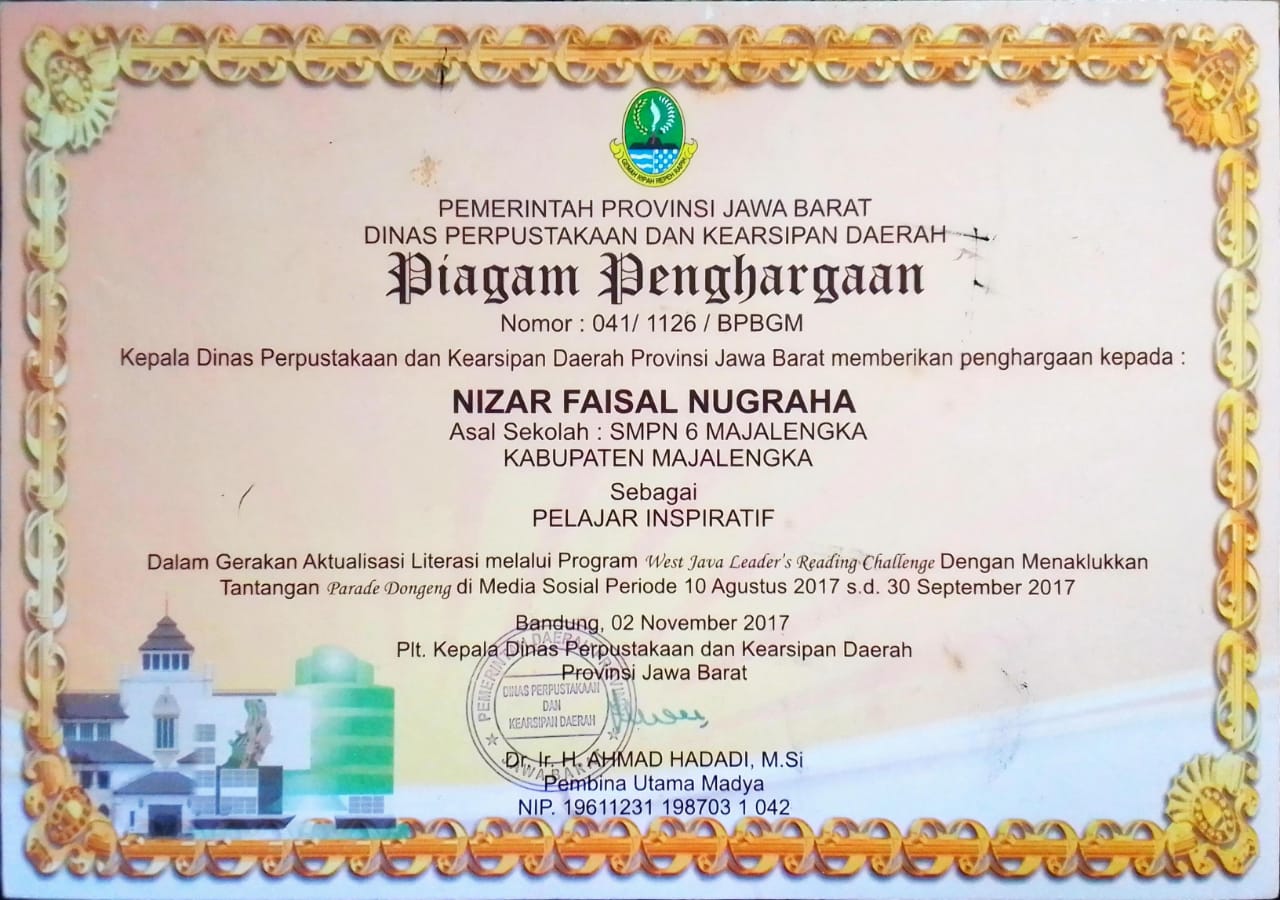 GEMAH RIPAH REPEH RAPIH
PEMERINTAH PROVINSI JAWA BARAT
DINAS PERPUSTAKAAN DAN KEARSIPAN DAERAH
Piagam Penghargaan
Nomor : 041/ 1126 / BPBGM
Kepala Dinas Perpustakaan dan Kearsipan Daerah Provinsi Jawa Barat memberikan penghargaan kepada :
NIZAR FAISAL NUGRAHA
Asal Sekolah : SMPN 6 MAJALENGKA
KABUPATEN MAJALENGKA
Sebagai
PELAJAR INSPIRATIF
Dalam Gerakan Aktualisasi Literasi melalui Program West Java Leader's Reading Challenge Dengan Menaklukkan
Tantangan Parade Dongeng di Media Sosial Periode 10 Agustus 2017 s.d. 30 September 2017
Bandung, 02 November 2017
Plt. Kepala Dinas Perpustakaan dan Kearsipan Daerah
Provinsi Jawa Barat
PEMERINTAH DAERAH PROVINSI
DINAS PERPUSTAKAAN
DAN
KEARSIPAN DAERAH
JAWA BARAT
Dr. Ir. H. AHMAD HADADI, M.Si
Pembina Utama Madya
NIP. 19611231 198703 1 042